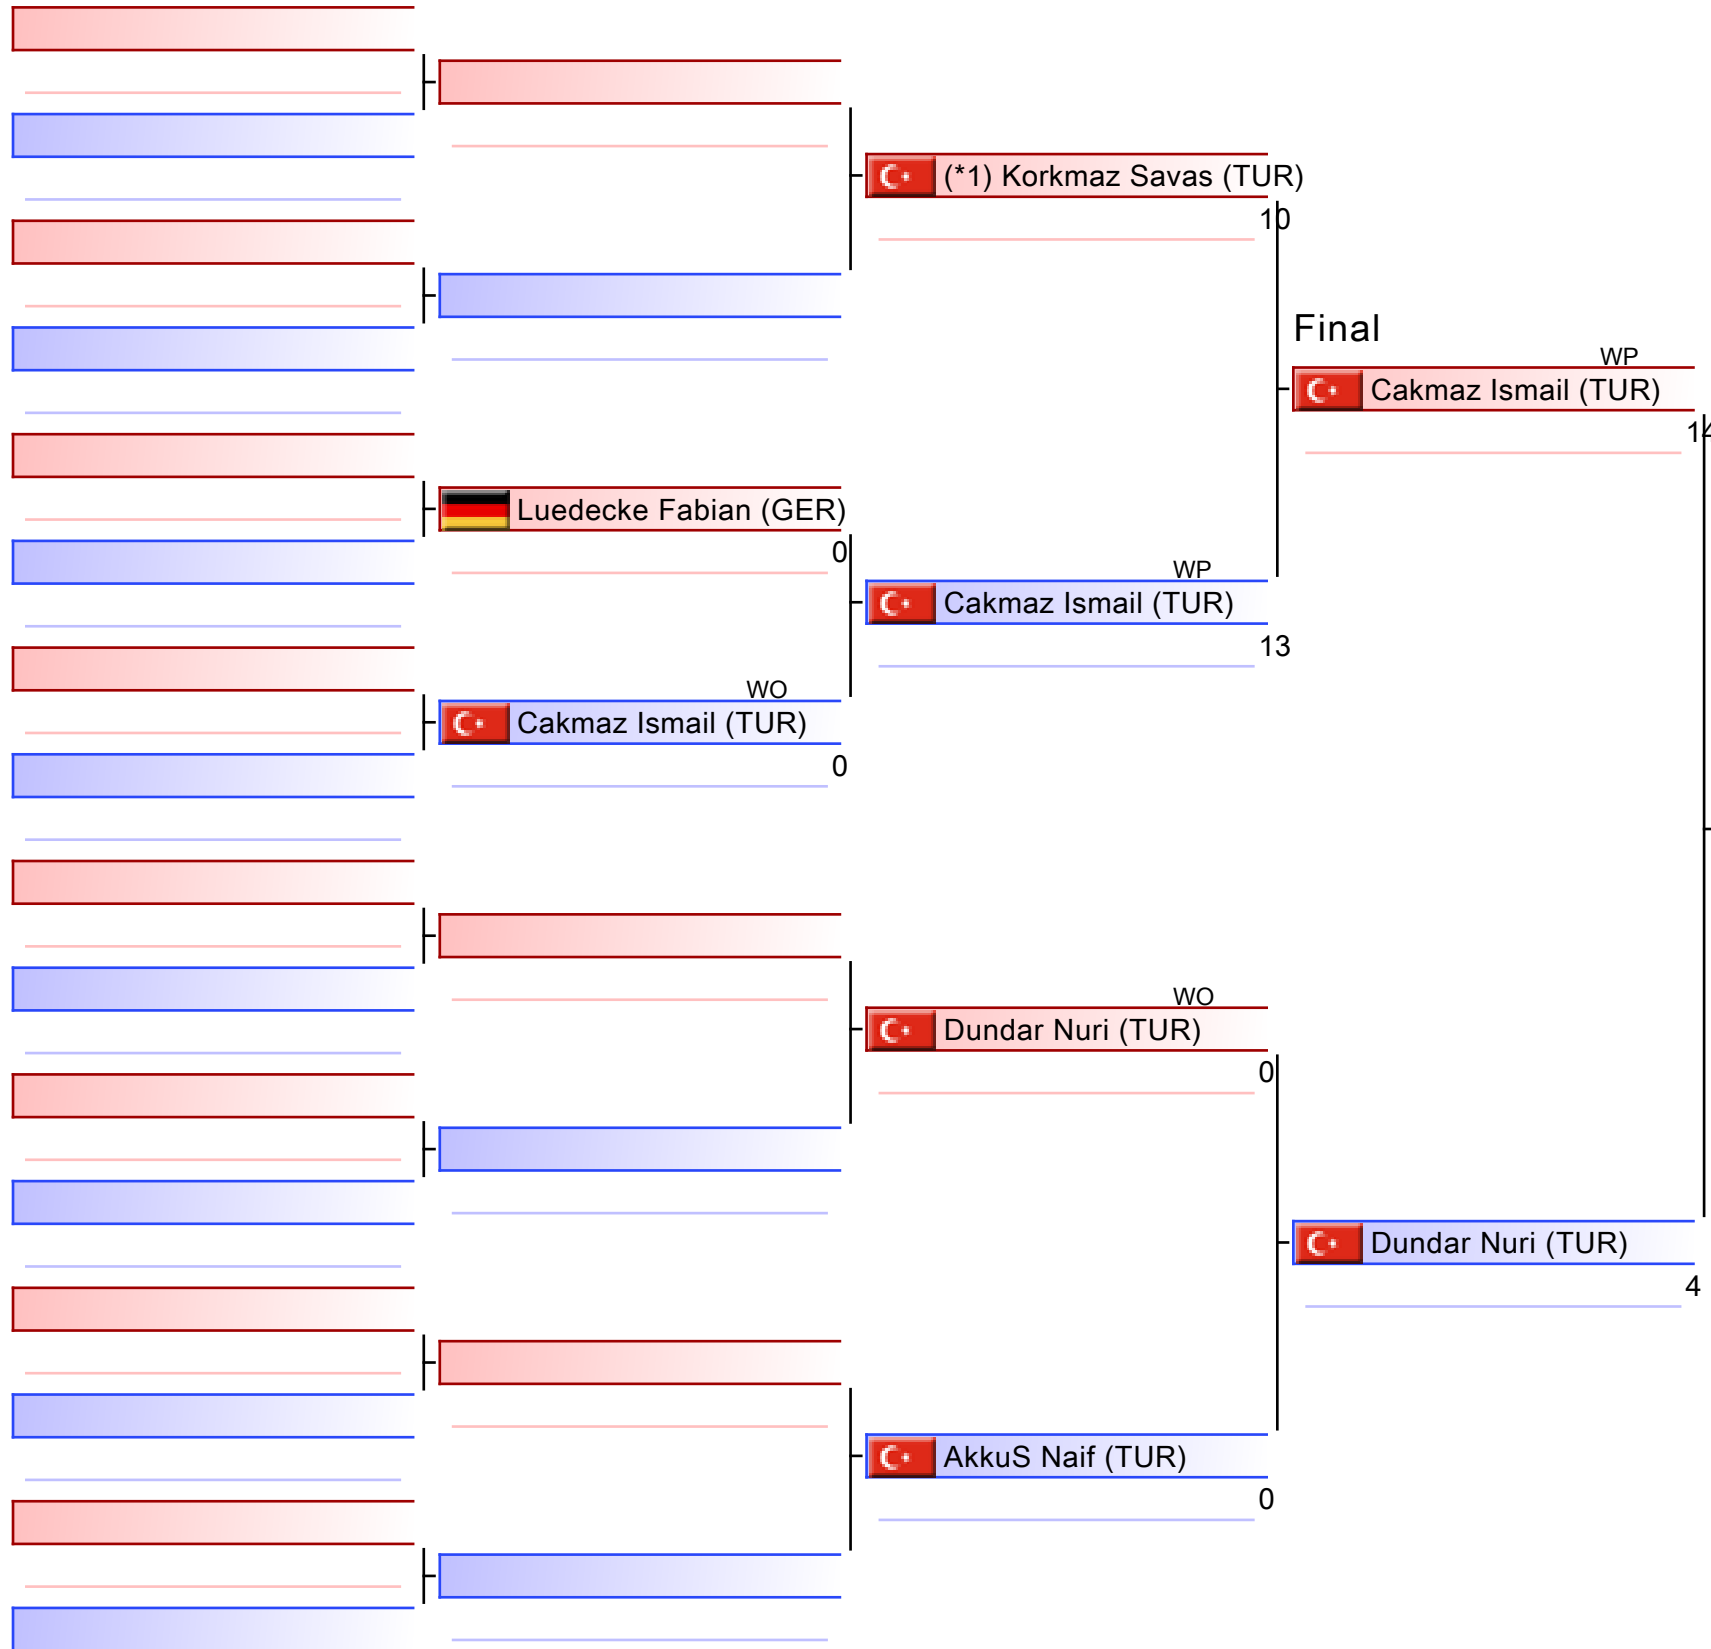 (*1) Korkmaz Savas (TUR)
10
Final
WP
Cakmaz Ismail (TUR)
14
Luedecke Fabian (GER)
0
WP
Cakmaz Ismail (TUR)
13
WO
Cakmaz Ismail (TUR)
0
WO
Dundar Nuri (TUR)
0
Dundar Nuri (TUR)
4
AkkuS Naif (TUR)
0